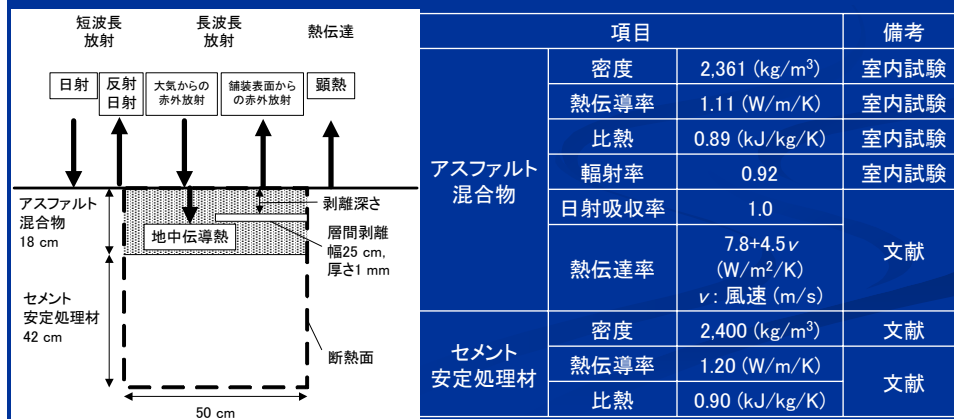 短波長
放射
長波長
放射
熱伝達
日射
反射
日射
大気からの
赤外放射
舗装表面から
の赤外放射
顕熱
アスファルト
混合物
18 cm
地中伝導熱
剥離深さ
層間剥離
幅25 cm,
厚さ1 mm
セメント
安定処理材
42 cm
断熱面
50 cm
項目 備考
アスファルト
混合物
密度 2,361 (kg/m³) 室内試験
熱伝導率 1.11 (W/m/K) 室内試験
比熱 0.89 (kJ/kg/K) 室内試験
輻射率 0.92 室内試験
日射吸収率 1.0
文献
熱伝達率
7.8+4.5v
(W/m²/K)
v : 風速 (m/s)
セメント
安定処理材
密度 2,400 (kg/m³) 文献
熱伝導率 1.20 (W/m/K)
文献
比熱 0.90 (kJ/kg/K)